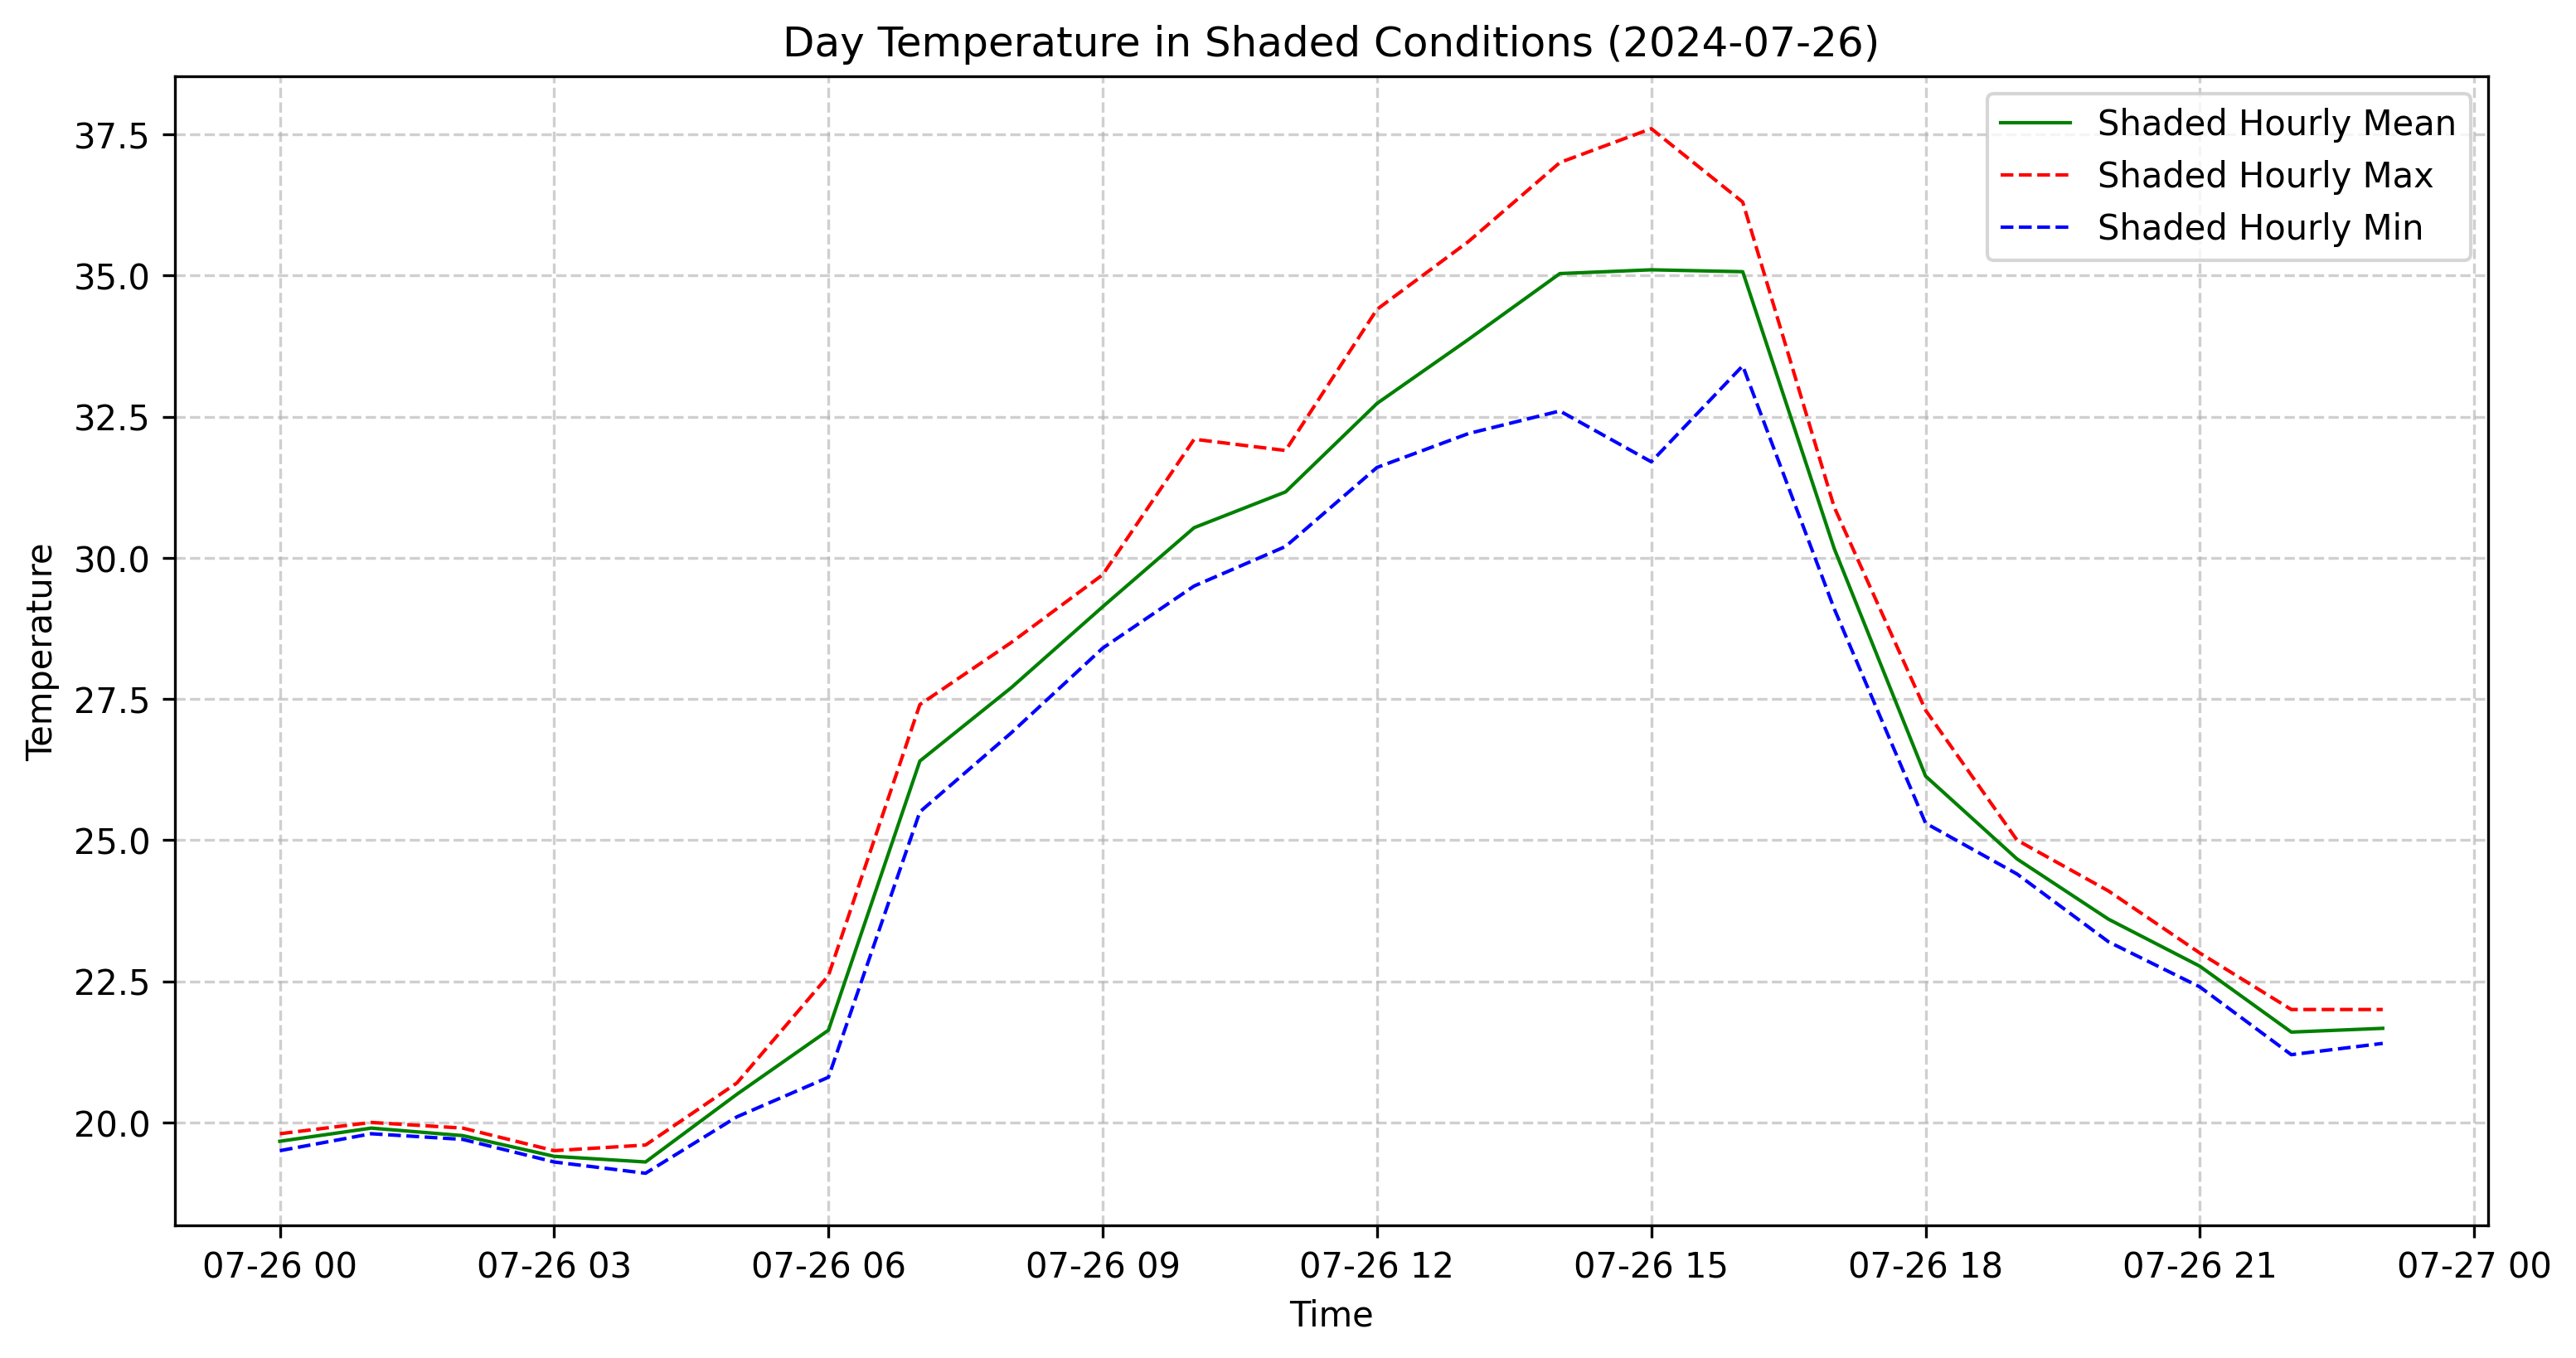 Day Temperature in Shaded Conditions (2024-07-26)
Shaded Hourly Mean
Shaded Hourly Max
Shaded Hourly Min
37.5
35.0
32.5
30.0
27.5
25.0
22.5
20.0
Temperature
07-26 00 07-26 03 07-26 06 07-26 09 07-26 12 07-26 15 07-26 18 07-26 21 07-27 00
Time